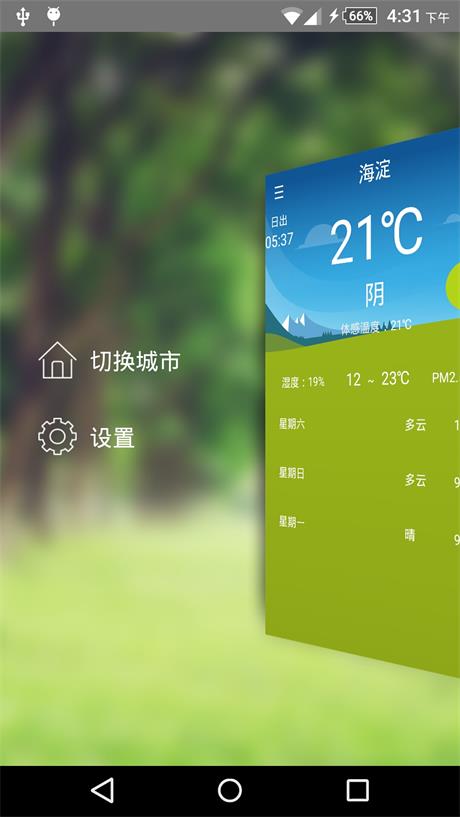 66% 4:31 下午
海淀
日出
05:37
21℃
阴
体感温度：21℃
切换城市
湿度：19% 12 ~ 23℃ PM2.
星期六 多云 1
设置
星期日 多云 9
星期一 晴 9